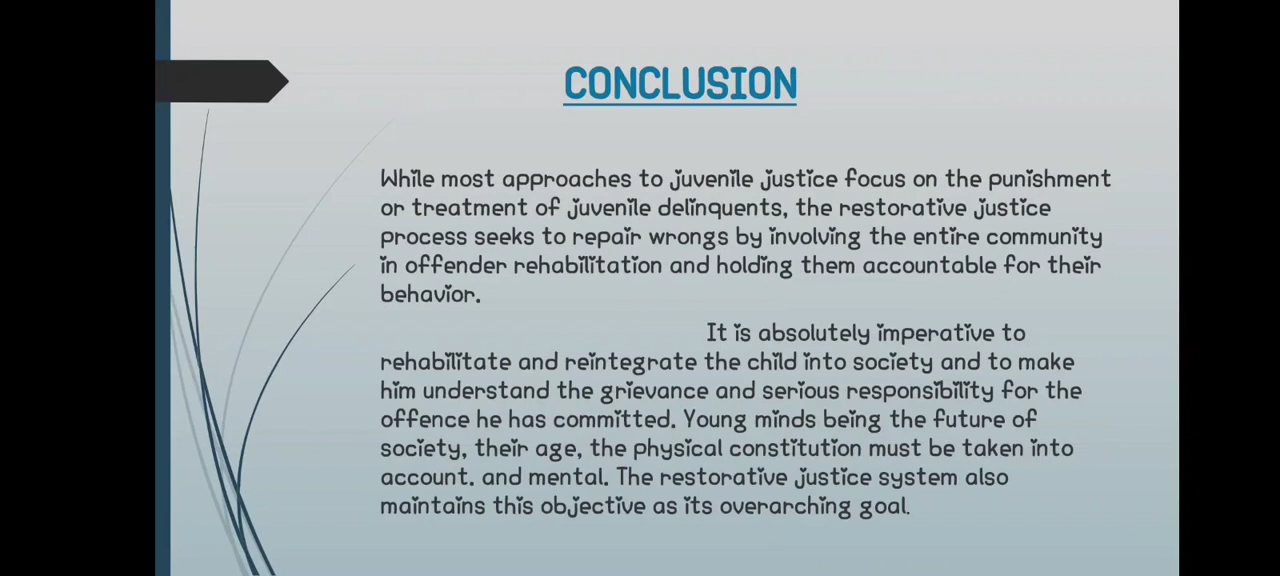 CONCLUSION
While most approaches to juvenile justice focus on the punishment
or treatment of juvenile delinquents, the restorative justice
process seeks to repair wrongs by involving the entire community
in offender rehabilitation and holding them accountable for their
behavior.
It is absolutely imperative to
rehabilitate and reintegrate the child into society and to make
him understand the grievance and serious responsibility for the
offence he has committed. Young minds being the future of
society, their age, the physical constitution must be taken into
account. and mental. The restorative justice system also
maintains this objective as its overarching goal.